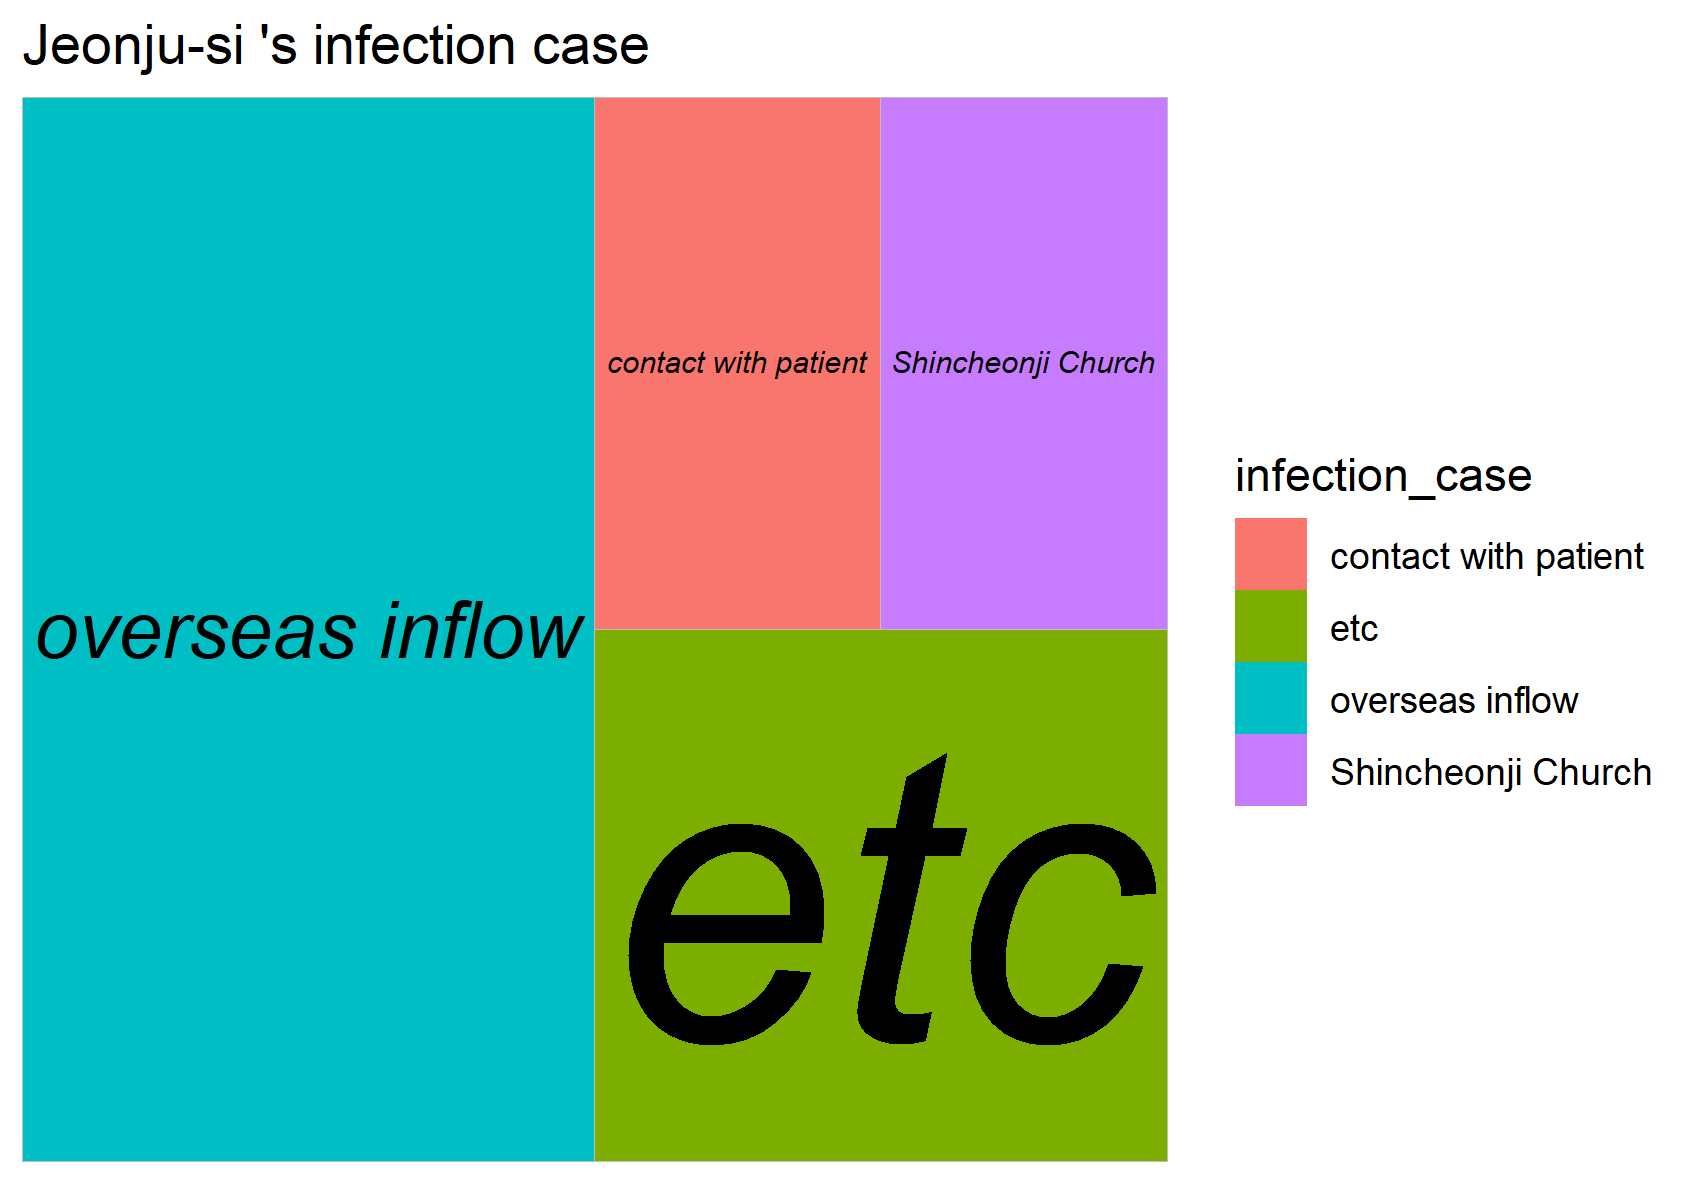 Jeonju-si 's infection case
overseas inflow
contact with patient
Shincheonji Church
etc
infection_case
contact with patient
etc
overseas inflow
Shincheonji Church